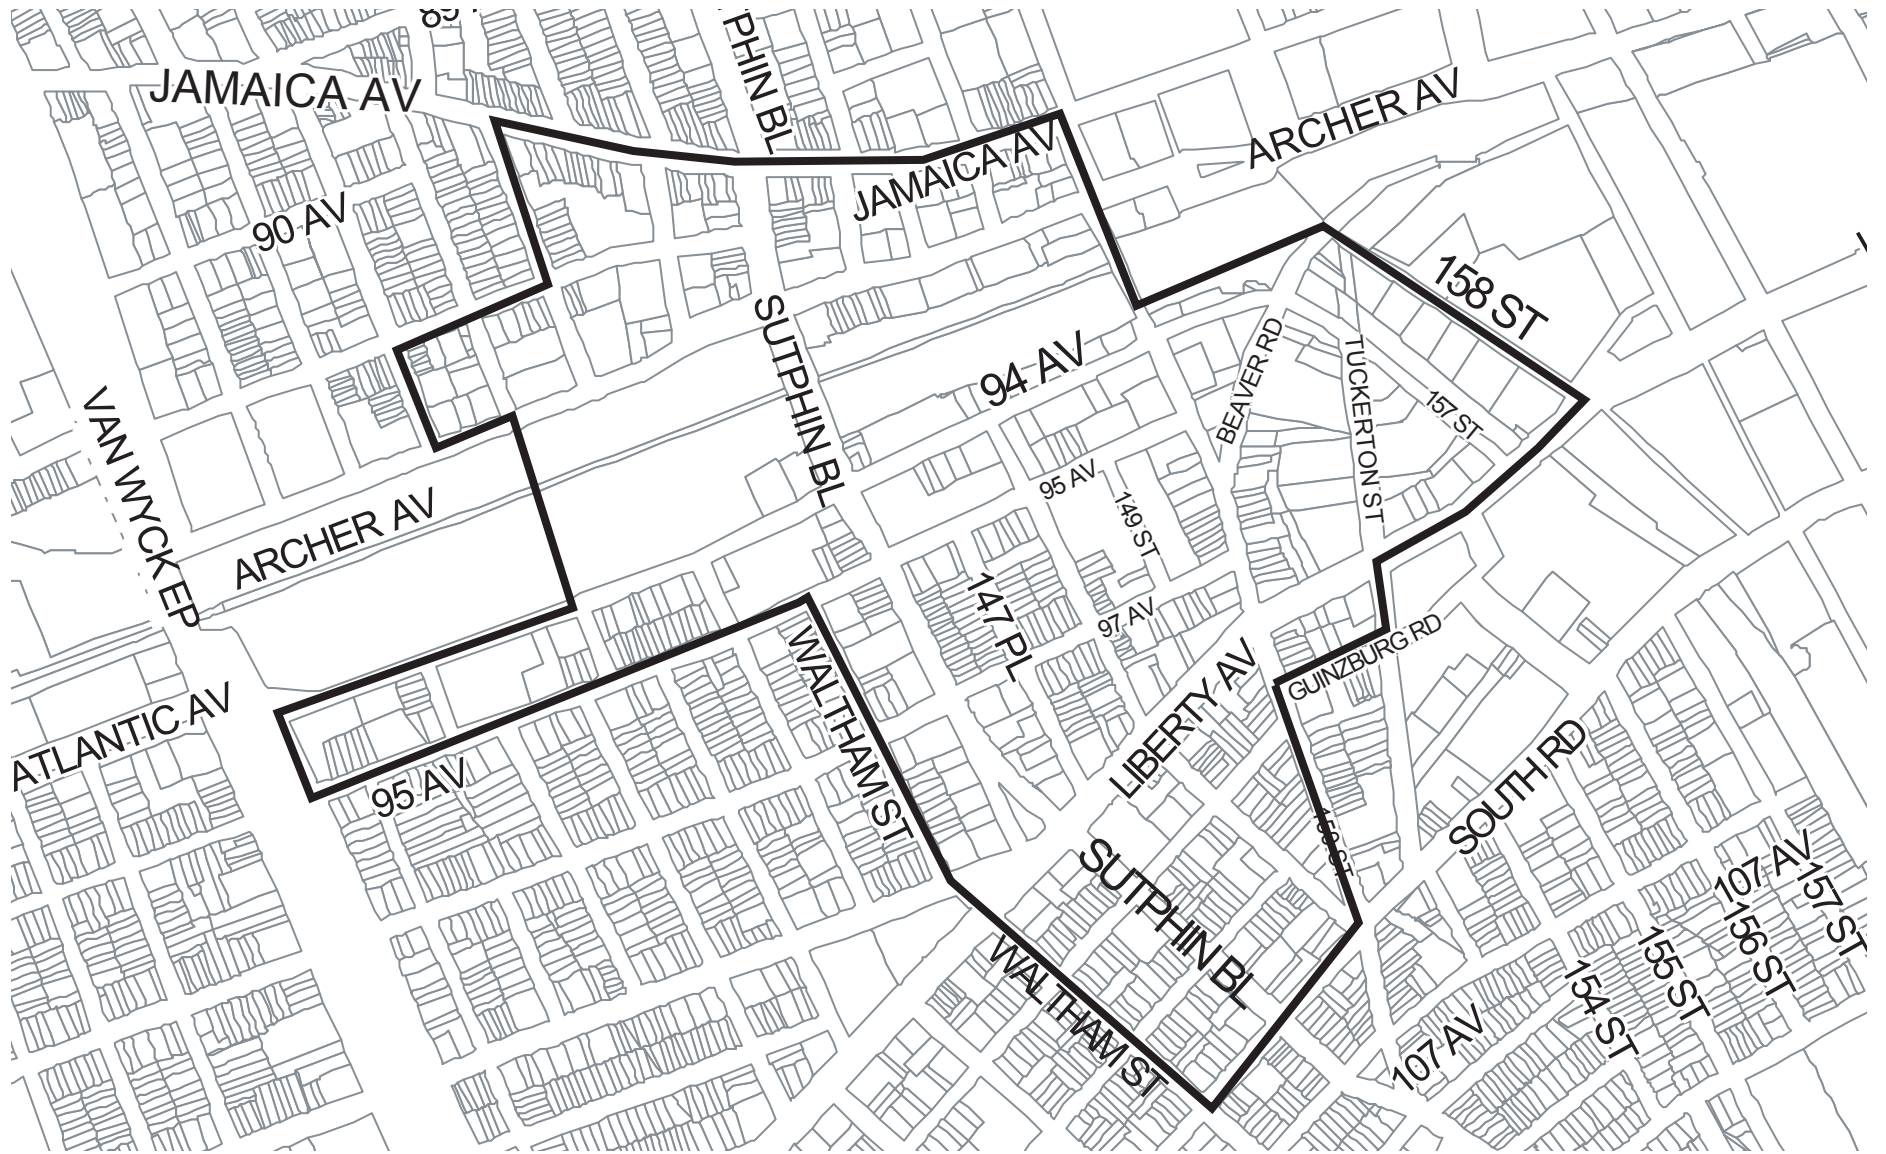 JAMAICA AV
PHIN BL
ARCHER AV
JAMAICA AV
90 AV
158 ST
SUTPHIN BL
94 AV
BEAVER RD
TUCKERTON ST
157 ST
VAN WYCK EP
ARCHER AV
95 AV
149 ST
147 PL
97 AV
GUINZBURG RD
LIBERTY AV
WALTHAM ST
ATLANTIC AV
95 AV
SOUTH RD
SUTPHIN BL
107 AV
157 ST
156 ST
155 ST
154 ST
WALTHAM ST
107 AV